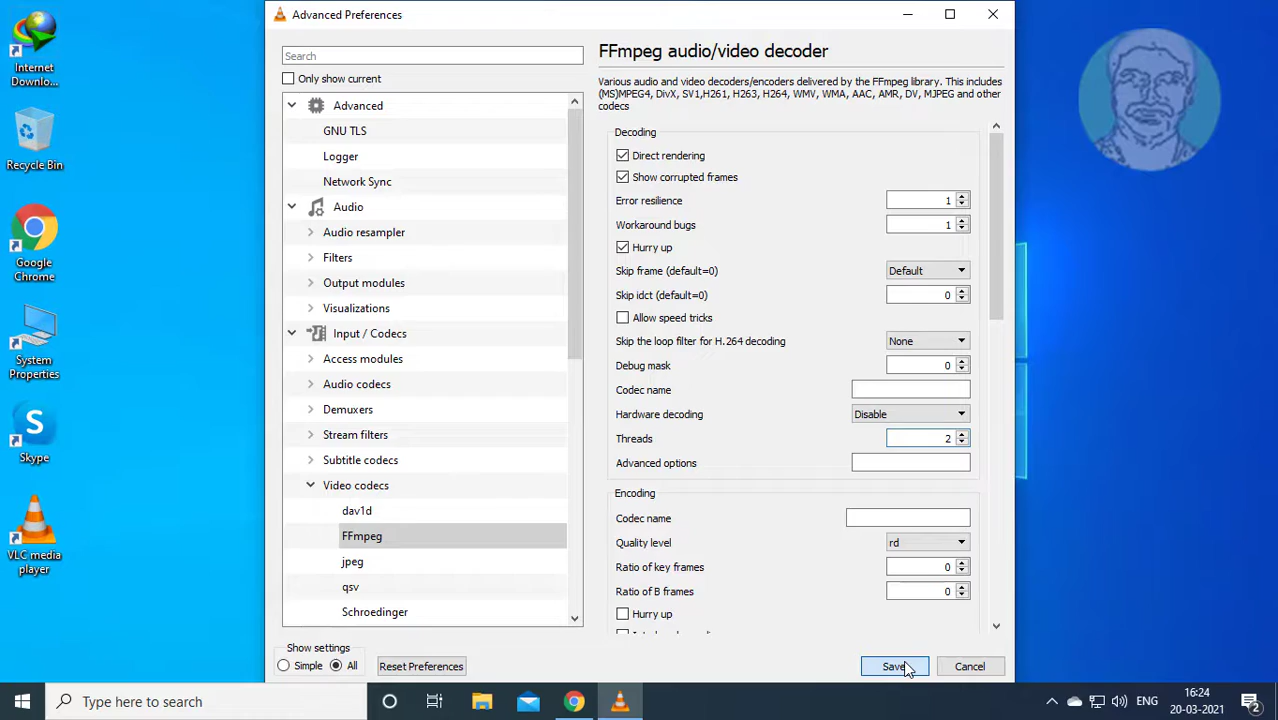 Internet
Downlo...
Recycle Bin
Google
Chrome
System
Properties
Skype
VLC media
player
Advanced Preferences
Search
Only show current
Advanced
GNU TLS
Logger
Network Sync
Audio
Audio resampler
Filters
Output modules
Visualizations
Input / Codecs
Access modules
Audio codecs
Demuxers
Stream filters
Subtitle codecs
Video codecs
dav1d
FFmpeg
jpeg
qsv
Schroedinger
Show settings
Simple All
Reset Preferences
FFmpeg audio/video decoder
Various audio and video decoders/encoders delivered by the FFmpeg library. This includes
(MS)MPEG4, DivX, SV1,H261, H263, H264, WMV, WMA, AAC, AMR, DV, MJPEG and other
codecs
Decoding
Direct rendering
Show corrupted frames
Error resilience 1
Workaround bugs 1
Hurry up
Skip frame (default=0) Default
Skip idct (default=0) 0
Allow speed tricks
Skip the loop filter for H.264 decoding None
Debug mask 0
Codec name
Hardware decoding Disable
Threads 2
Advanced options
Encoding
Codec name
Quality level rd
Ratio of key frames 0
Ratio of B frames 0
Hurry up
Save Cancel
Type here to search
ENG
16:24
20-03-2021
2